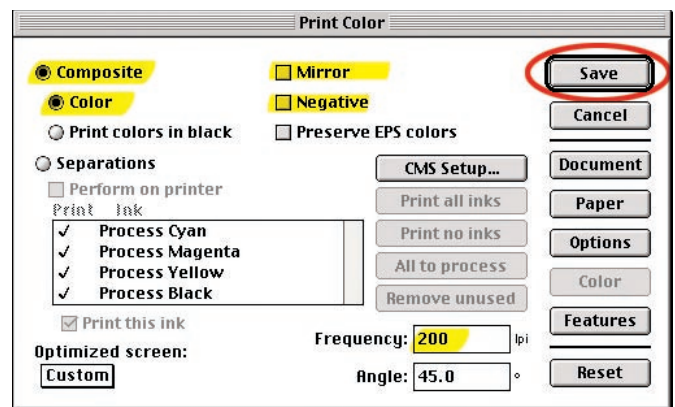 Print Color
Composite
Mirror
Save
Color
Negative
Cancel
Print colors in black
Preserve EPS colors
Separations
CMS Setup...
Document
Perform on printer
Print all inks
Paper
Print Ink
Process Cyan
Print no inks
Options
Process Magenta
Process Yellow
All to process
Color
Process Black
Remove unused
Print this ink
Frequency: 200 lpi
Features
Optimized screen:
Custom
Angle: 45.0 °
Reset